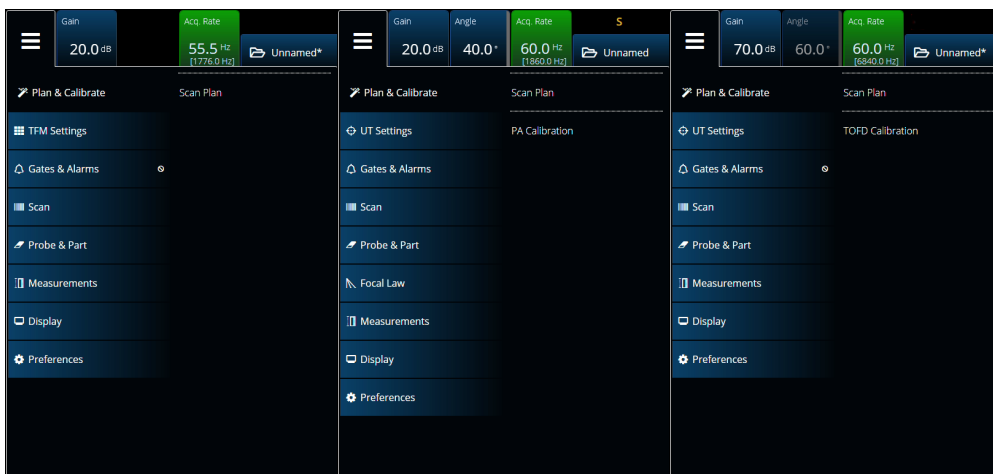 Gain
20.0 dB
Acq. Rate
55.5 Hz
[1776.0 Hz]
Unnamed*
Plan & Calibrate
Scan Plan
TFM Settings
Gates & Alarms
Scan
Probe & Part
Measurements
Display
Preferences
Gain
20.0 dB
Angle
40.0 °
Acq. Rate
60.0 Hz
[1860.0 Hz]
S
Unnamed
Plan & Calibrate
Scan Plan
UT Settings
PA Calibration
Gates & Alarms
Scan
Probe & Part
Focal Law
Measurements
Display
Preferences
Gain
70.0 dB
Angle
60.0 °
Acq. Rate
60.0 Hz
[6840.0 Hz]
Unnamed*
Plan & Calibrate
Scan Plan
UT Settings
TOFD Calibration
Gates & Alarms
Scan
Probe & Part
Measurements
Display
Preferences